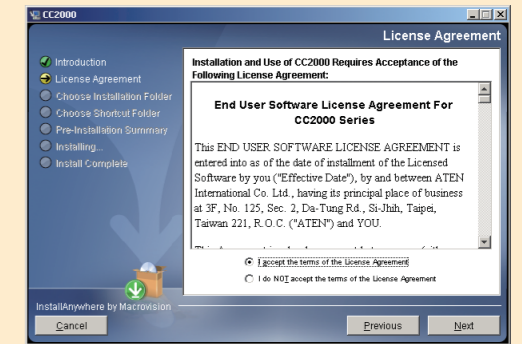 CC2000
License Agreement
Introduction
License Agreement
Choose Installation Folder
Choose Shortcut Folder
Pre-Installation Summary
Installing...
Install Complete
Installation and Use of CC2000 Requires Acceptance of the
Following License Agreement:
End User Software License Agreement For
CC2000 Series
This END USER SOFTWARE LICENSE AGREEMENT is
entered into as of the date of installment of the Licensed
Software by you ("Effective Date"), by and between ATEN
International Co. Ltd., having its principal place of business
at 3F, No. 125, Sec. 2, Da-Tung Rd., Si-Jhih, Taipei,
Taiwan 221, R.O.C. ("ATEN") and YOU.
I accept the terms of the License Agreement
I do NOT accept the terms of the License Agreement
InstallAnywhere by Macrovision
Cancel
Previous
Next